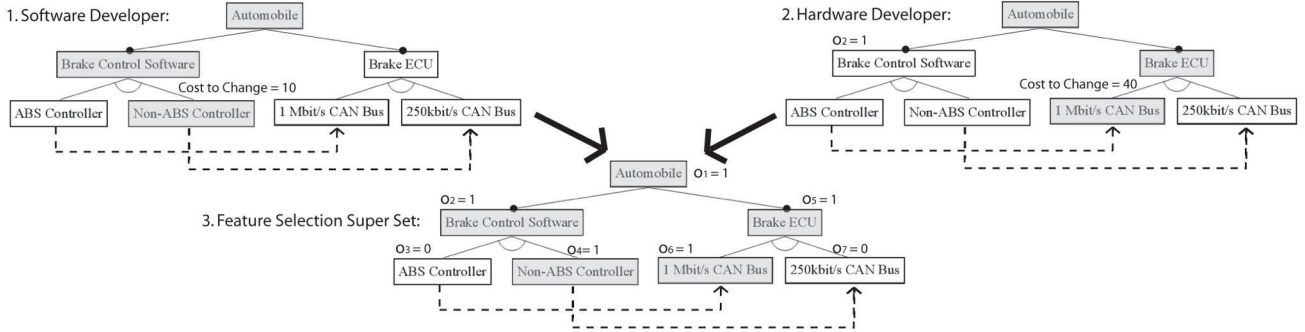 1. Software Developer:
Automobile
Brake Control Software
Brake ECU
Cost to Change = 10
ABS Controller
Non-ABS Controller
1 Mbit/s CAN Bus
250kbit/s CAN Bus
2. Hardware Developer:
Automobile
O2 = 1
Brake Control Software
Brake ECU
Cost to Change = 40
ABS Controller
Non-ABS Controller
1 Mbit/s CAN Bus
250kbit/s CAN Bus
3. Feature Selection Super Set:
Automobile
O1 = 1
O2 = 1
O5 = 1
Brake Control Software
Brake ECU
O3 = 0
O4= 1
O6 = 1
O7 = 0
ABS Controller
Non-ABS Controller
1 Mbit/s CAN Bus
250kbit/s CAN Bus